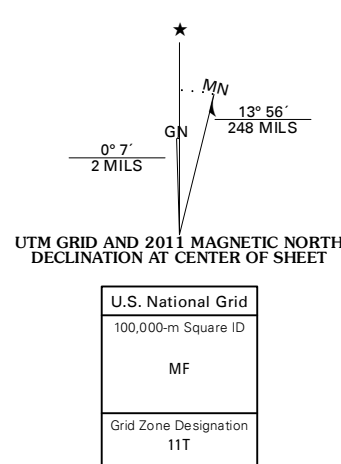 ★
MN
GN
13° 56´
248 MILS
0° 7´
2 MILS
UTM GRID AND 2011 MAGNETIC NORTH
DECLINATION AT CENTER OF SHEET
U.S. National Grid
100,000-m Square ID
MF
Grid Zone Designation
11T